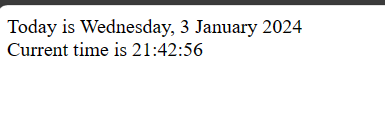 Today is Wednesday, 3 January 2024
Current time is 21:42:56